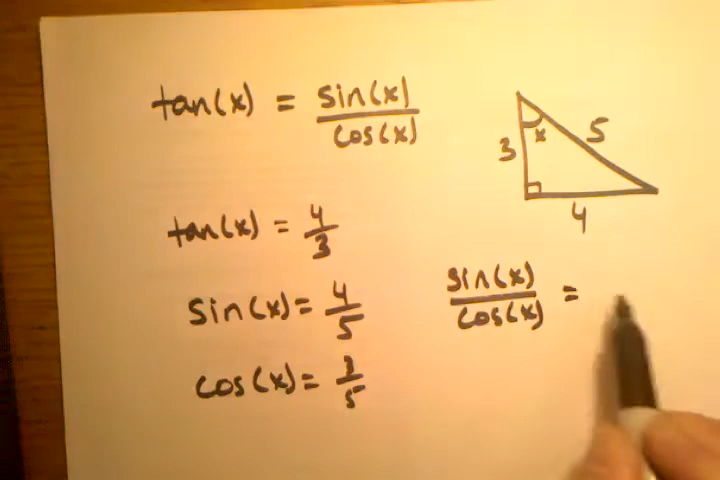 tan(x) = sin(x)/cos(x)
x
3
5
4
tan(x) = 4/3
sin(x) = 4/5
cos(x) = 3/5
sin(x)/cos(x) =